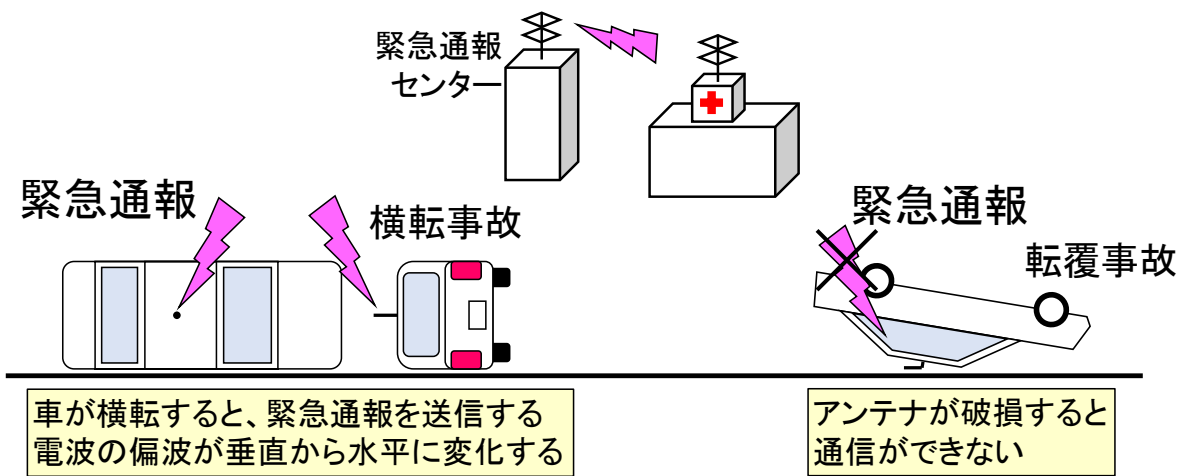 緊急通報
センター
緊急通報
横転事故
緊急通報
転覆事故
車が横転すると、緊急通報を送信する
電波の偏波が垂直から水平に変化する
アンテナが破損すると
通信ができない